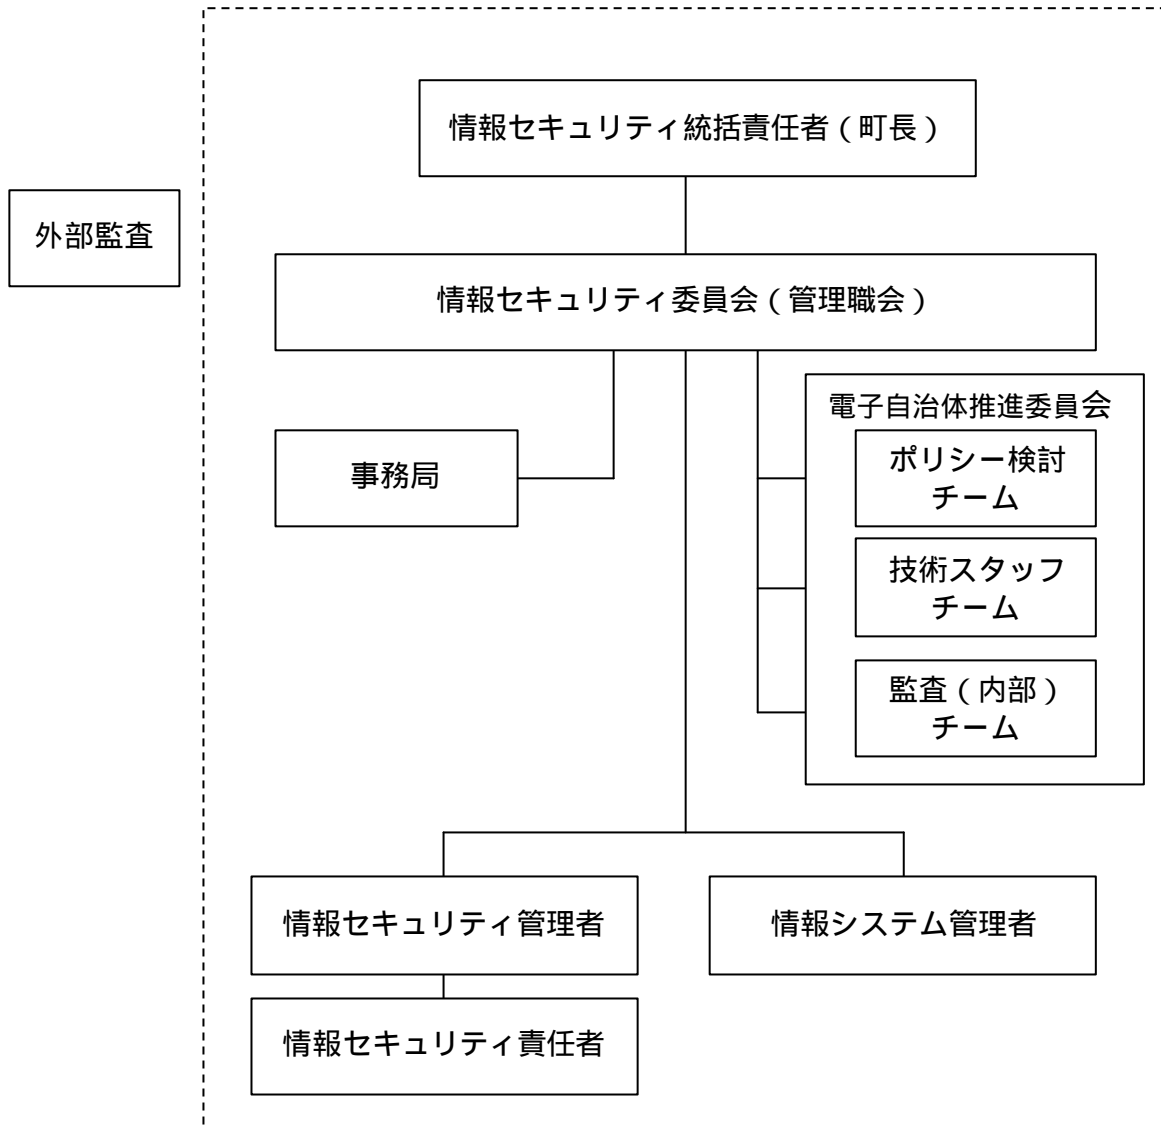 情報セキュリティ統括責任者（町長）
外部監査
情報セキュリティ委員会（管理職会）
事務局
電子自治体推進委員会
ポリシー検討
チーム
技術スタッフ
チーム
監査（内部）
チーム
情報セキュリティ管理者
情報システム管理者
情報セキュリティ責任者